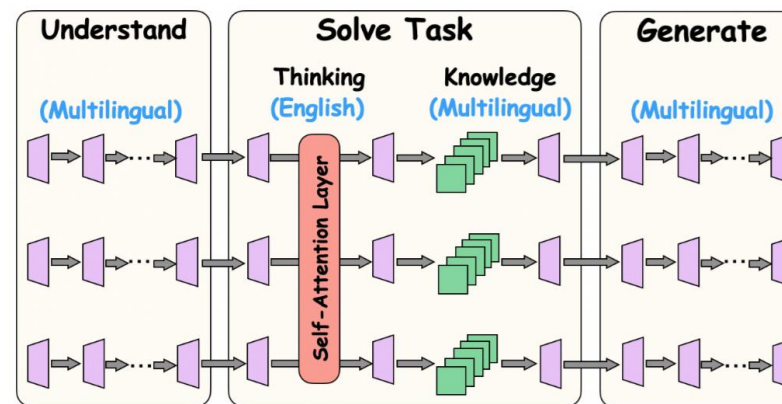 Understand
(Multilingual)
Solve Task
Thinking
(English)
Knowledge
(Multilingual)
Self-Attention Layer
Generate
(Multilingual)